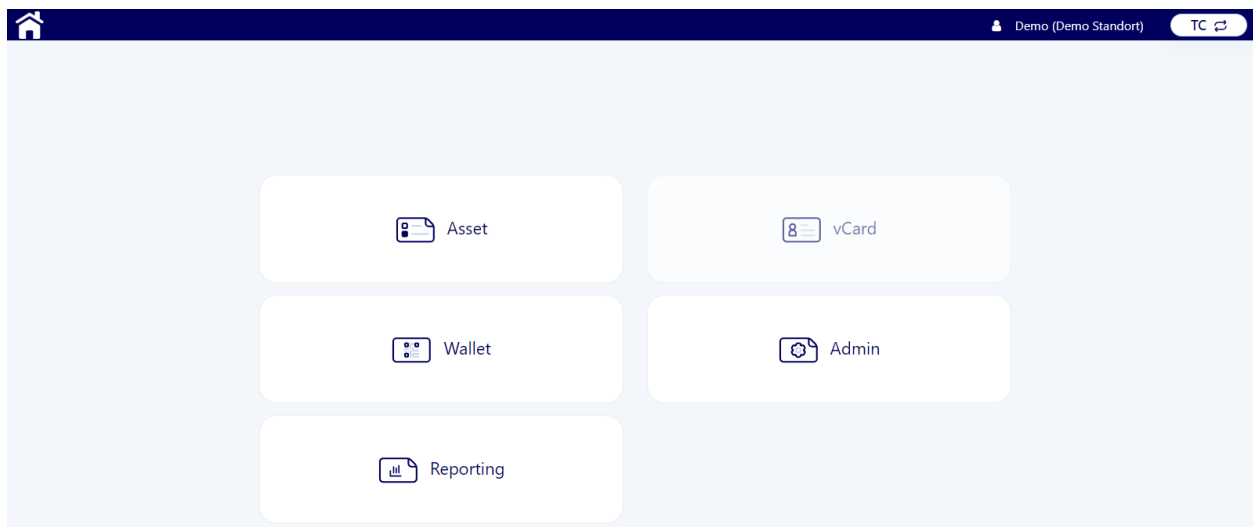 Demo (Demo Standort)
TC
Asset
vCard
Wallet
Admin
Reporting